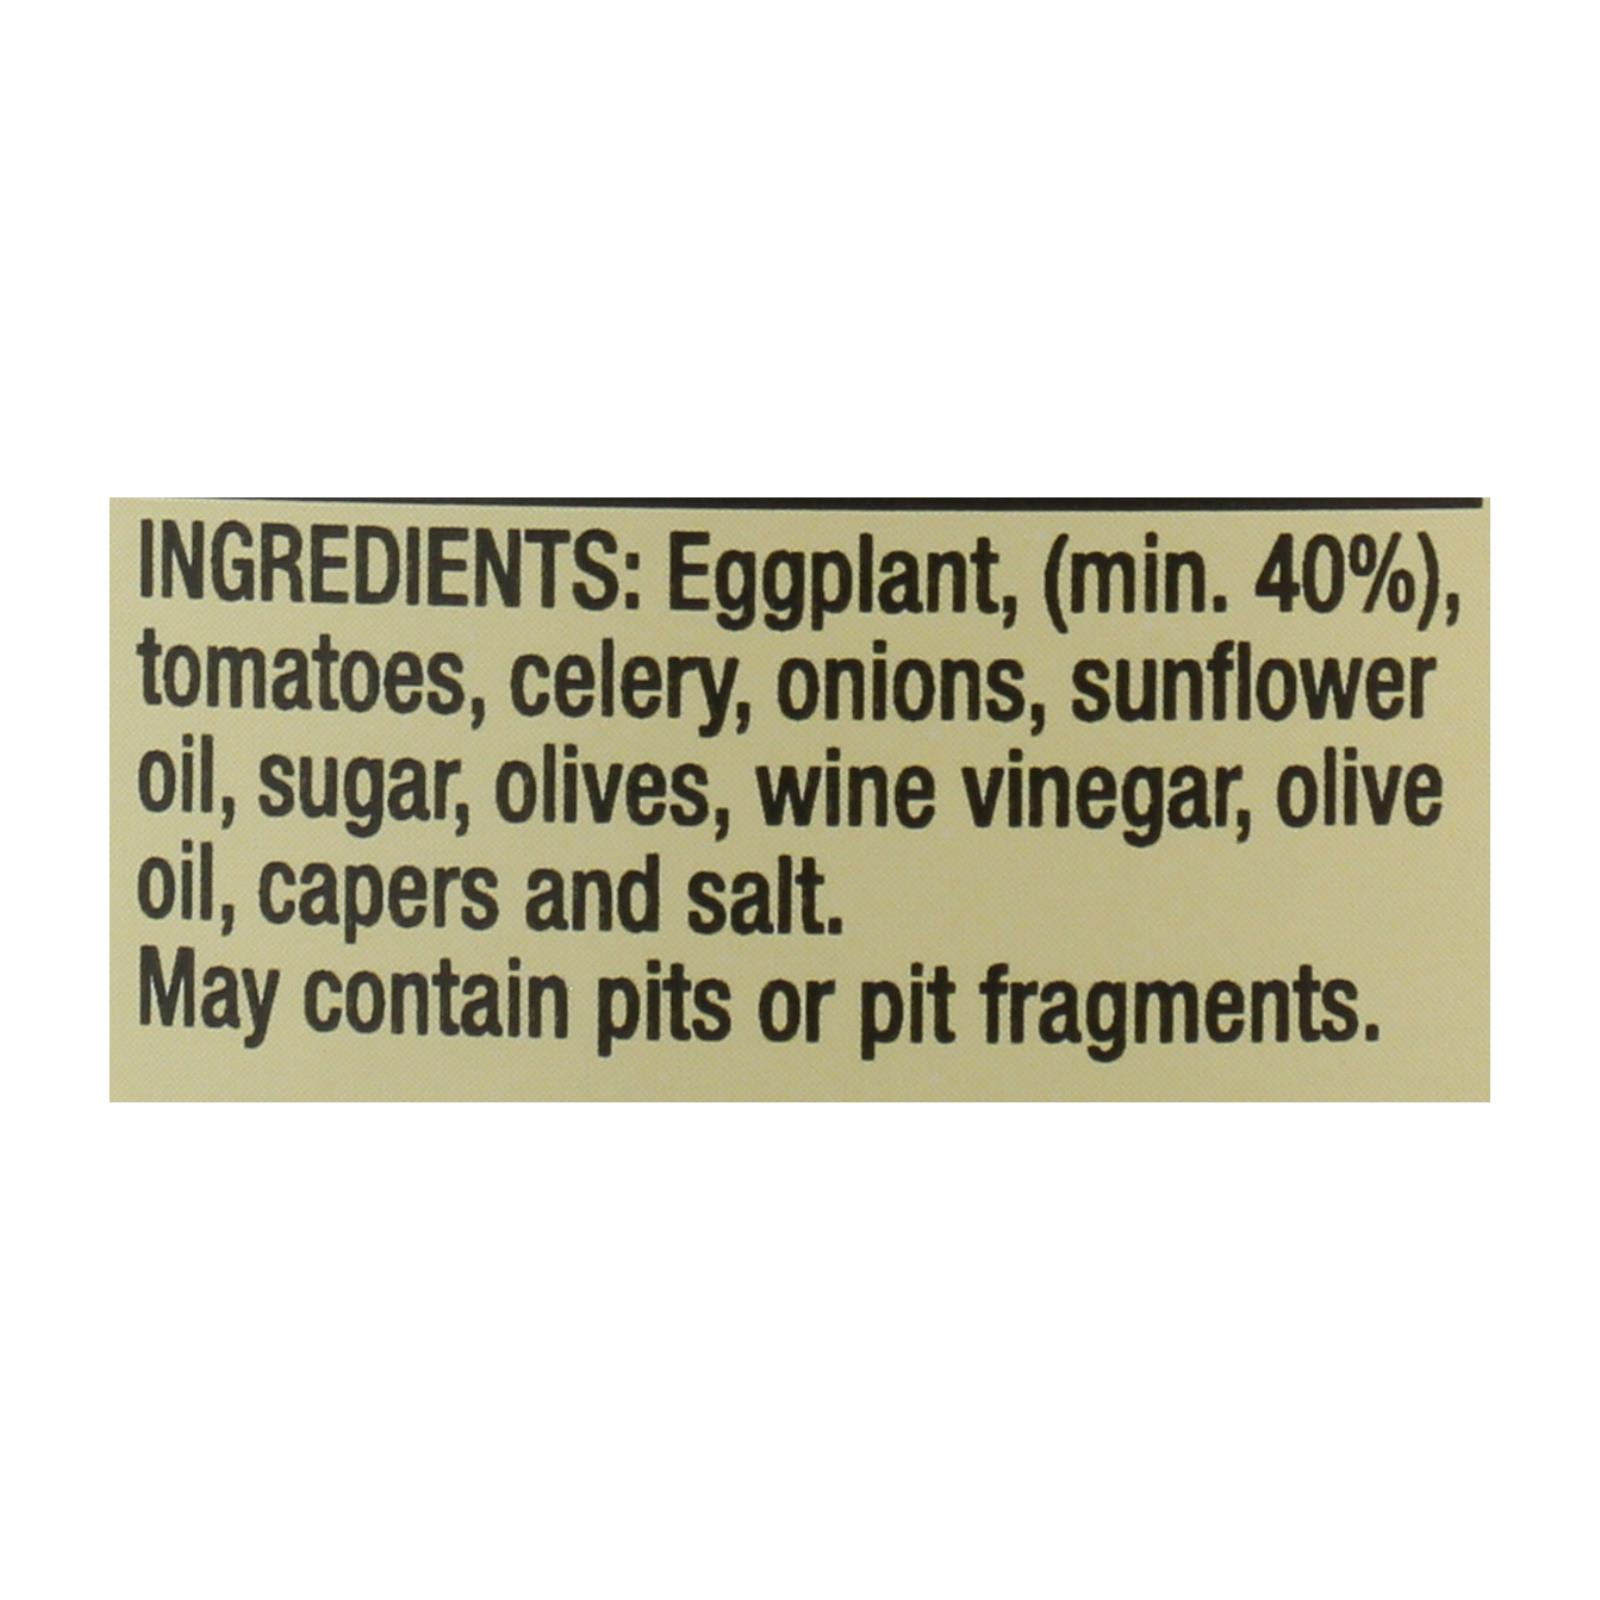 INGREDIENTS: Eggplant, (min. 40%),
tomatoes, celery, onions, sunflower
oil, sugar, olives, wine vinegar, olive
oil, capers and salt.
May contain pits or pit fragments.